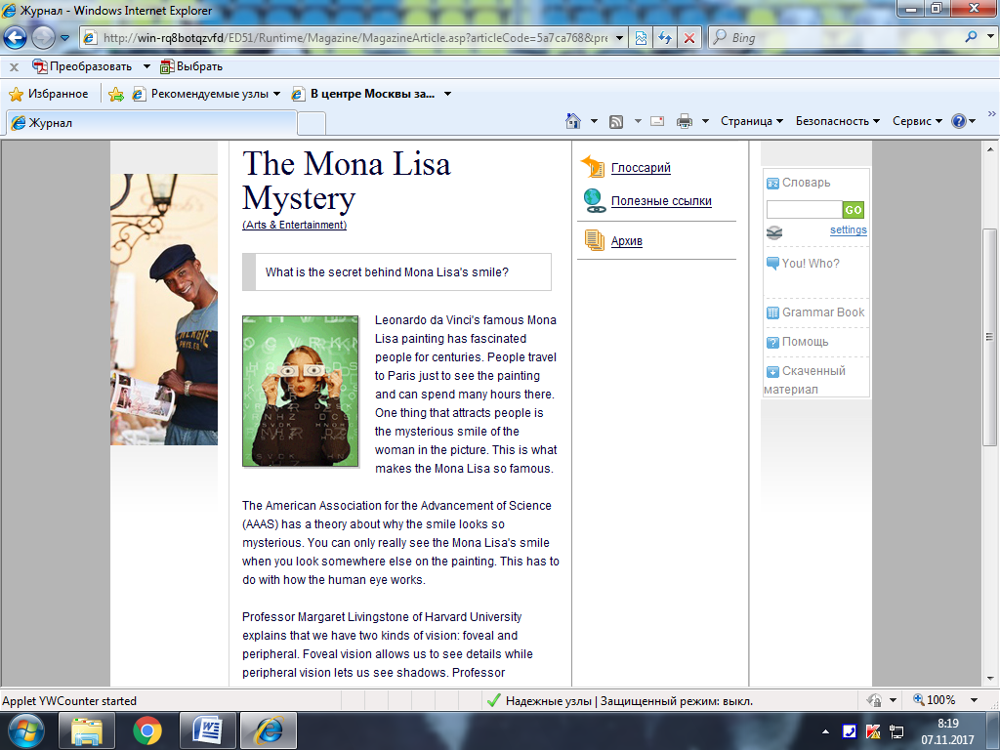 Журнал - Windows Internet Explorer
http://win-rq8botqzvfd/ED51/Runtime/Magazine/MagazineArticle.asp?articleCode=5a7ca768&pre
Bing
x Преобразовать Выбрать
Избранное Рекомендуемые узлы В центре Москвы за...
Журнал
Страница Безопасность Сервис
The Mona Lisa
Mystery
(Arts & Entertainment)
What is the secret behind Mona Lisa's smile?
Leonardo da Vinci's famous Mona
Lisa painting has fascinated
people for centuries. People travel
to Paris just to see the painting
and can spend many hours there.
One thing that attracts people is
the mysterious smile of the
woman in the picture. This is what
makes the Mona Lisa so famous.
The American Association for the Advancement of Science
(AAAS) has a theory about why the smile looks so
mysterious. You can only really see the Mona Lisa's smile
when you look somewhere else on the painting. This has to
do with how the human eye works.
Professor Margaret Livingstone of Harvard University
explains that we have two kinds of vision: foveal and
peripheral. Foveal vision allows us to see details while
peripheral vision lets us see shadows. Professor
Глоссарий
Полезные ссылки
Архив
Словарь
GO
settings
You! Who?
Grammar Book
Помощь
Скаченный
материал
Applet YWCounter started
Надежные узлы | Защищенный режим: выкл.
100%
8:19
07.11.2017